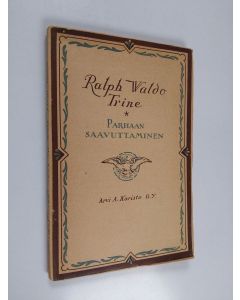 Ralph Waldo
Trine
PARHAAN
SAAVUTTAMINEN
Arvi A. Karisto O.Y.